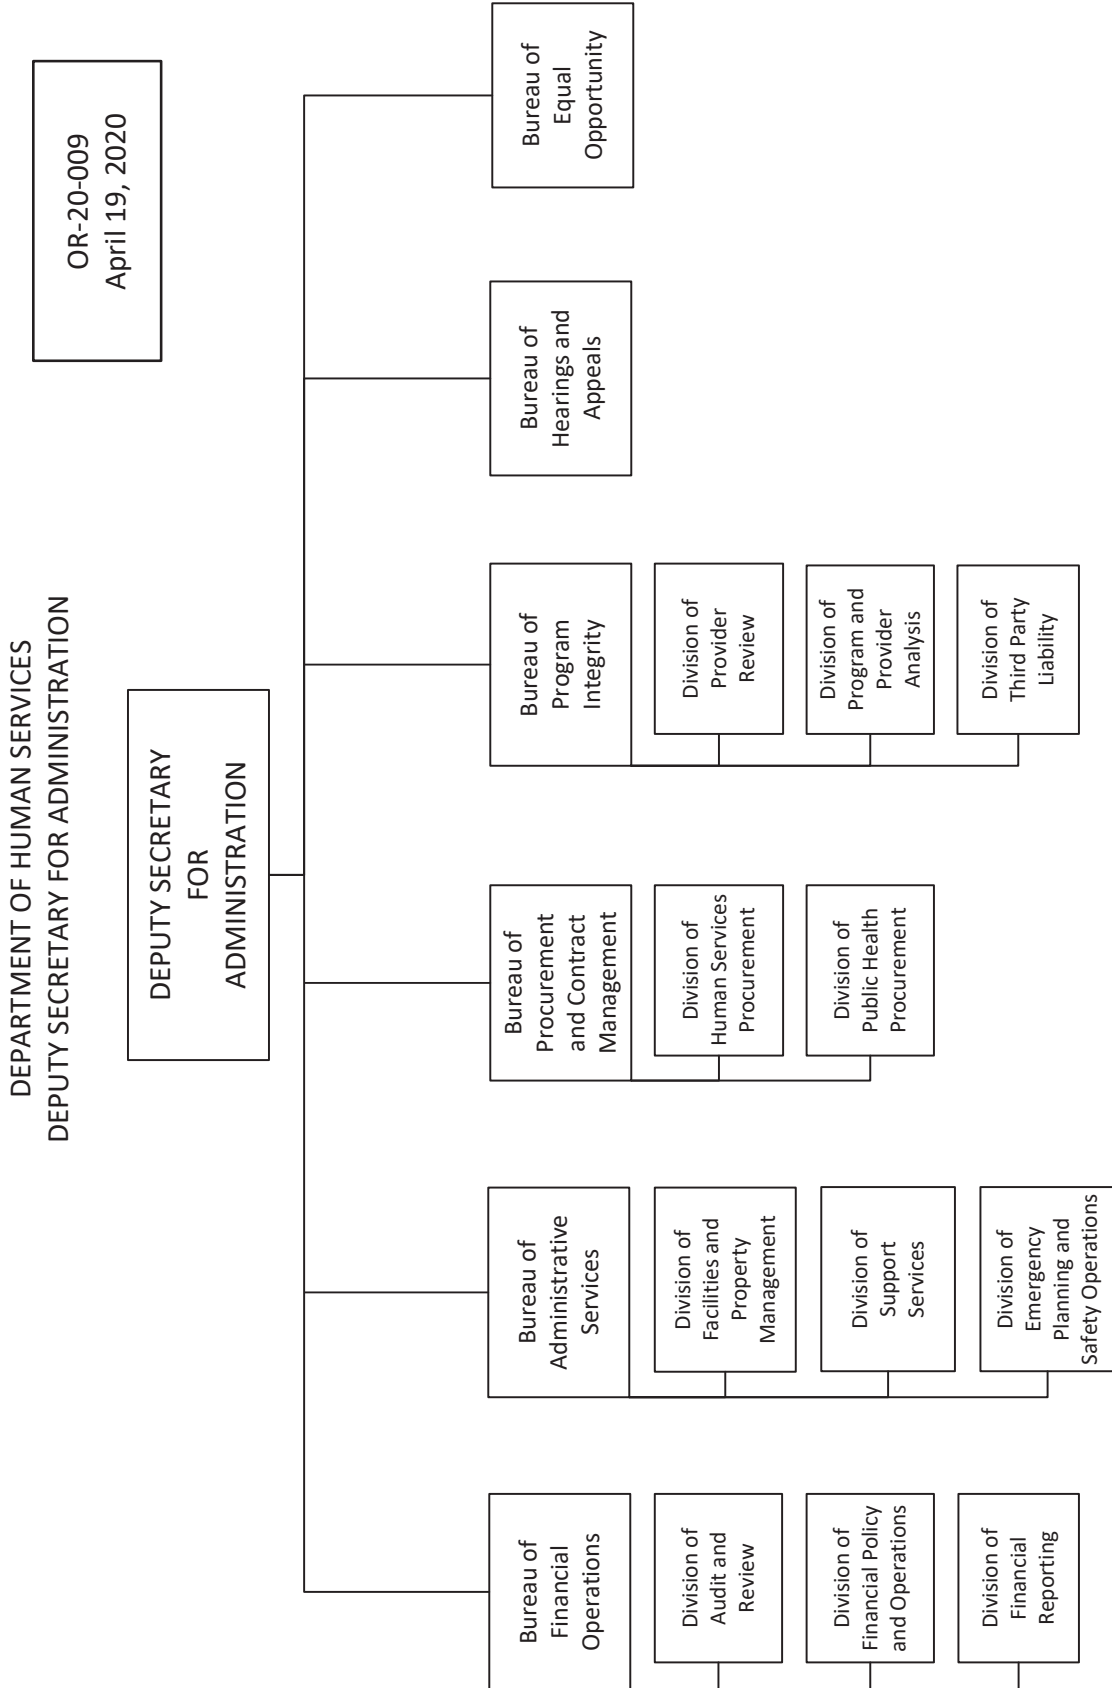 DEPARTMENT OF HUMAN SERVICES
DEPUTY SECRETARY FOR ADMINISTRATION
OR-20-009
April 19, 2020
DEPUTY SECRETARY
FOR
ADMINISTRATION
Bureau of
Financial
Operations
Division of
Audit and
Review
Division of
Financial Policy
and Operations
Division of
Financial
Reporting
Bureau of
Administrative
Services
Division of
Facilities and
Property
Management
Division of
Support
Services
Division of
Emergency
Planning and
Safety Operations
Bureau of
Procurement
and Contract
Management
Division of
Human Services
Procurement
Division of
Public Health
Procurement
Bureau of
Program
Integrity
Division of
Provider
Review
Division of
Program and
Provider
Analysis
Division of
Third Party
Liability
Bureau of
Hearings and
Appeals
Bureau of
Equal
Opportunity